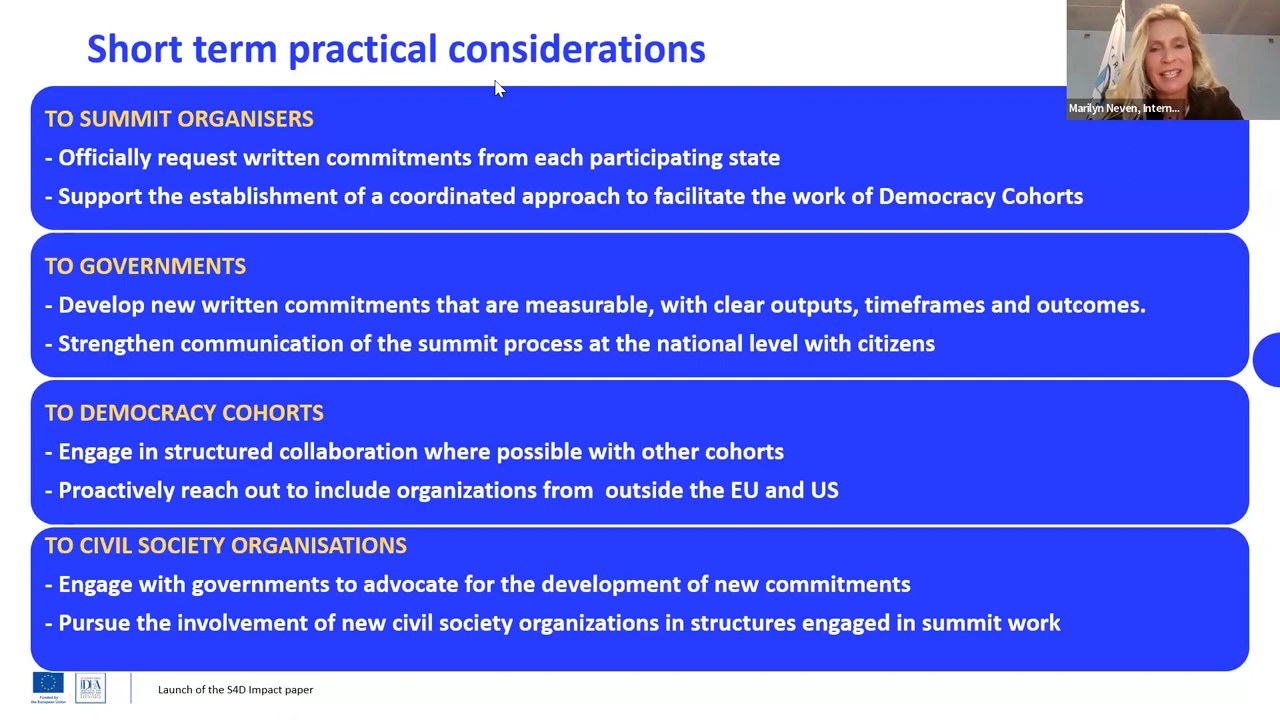 Short term practical considerations
Marilyn Neven, Intern...
TO SUMMIT ORGANISERS
- Officially request written commitments from each participating state
- Support the establishment of a coordinated approach to facilitate the work of Democracy Cohorts
TO GOVERNMENTS
- Develop new written commitments that are measurable, with clear outputs, timeframes and outcomes.
- Strengthen communication of the summit process at the national level with citizens
TO DEMOCRACY COHORTS
- Engage in structured collaboration where possible with other cohorts
- Proactively reach out to include organizations from  outside the EU and US
TO CIVIL SOCIETY ORGANISATIONS
- Engage with governments to advocate for the development of new commitments
- Pursue the involvement of new civil society organizations in structures engaged in summit work
Funded by
the European Union
IDEA
Launch of the S4D Impact paper